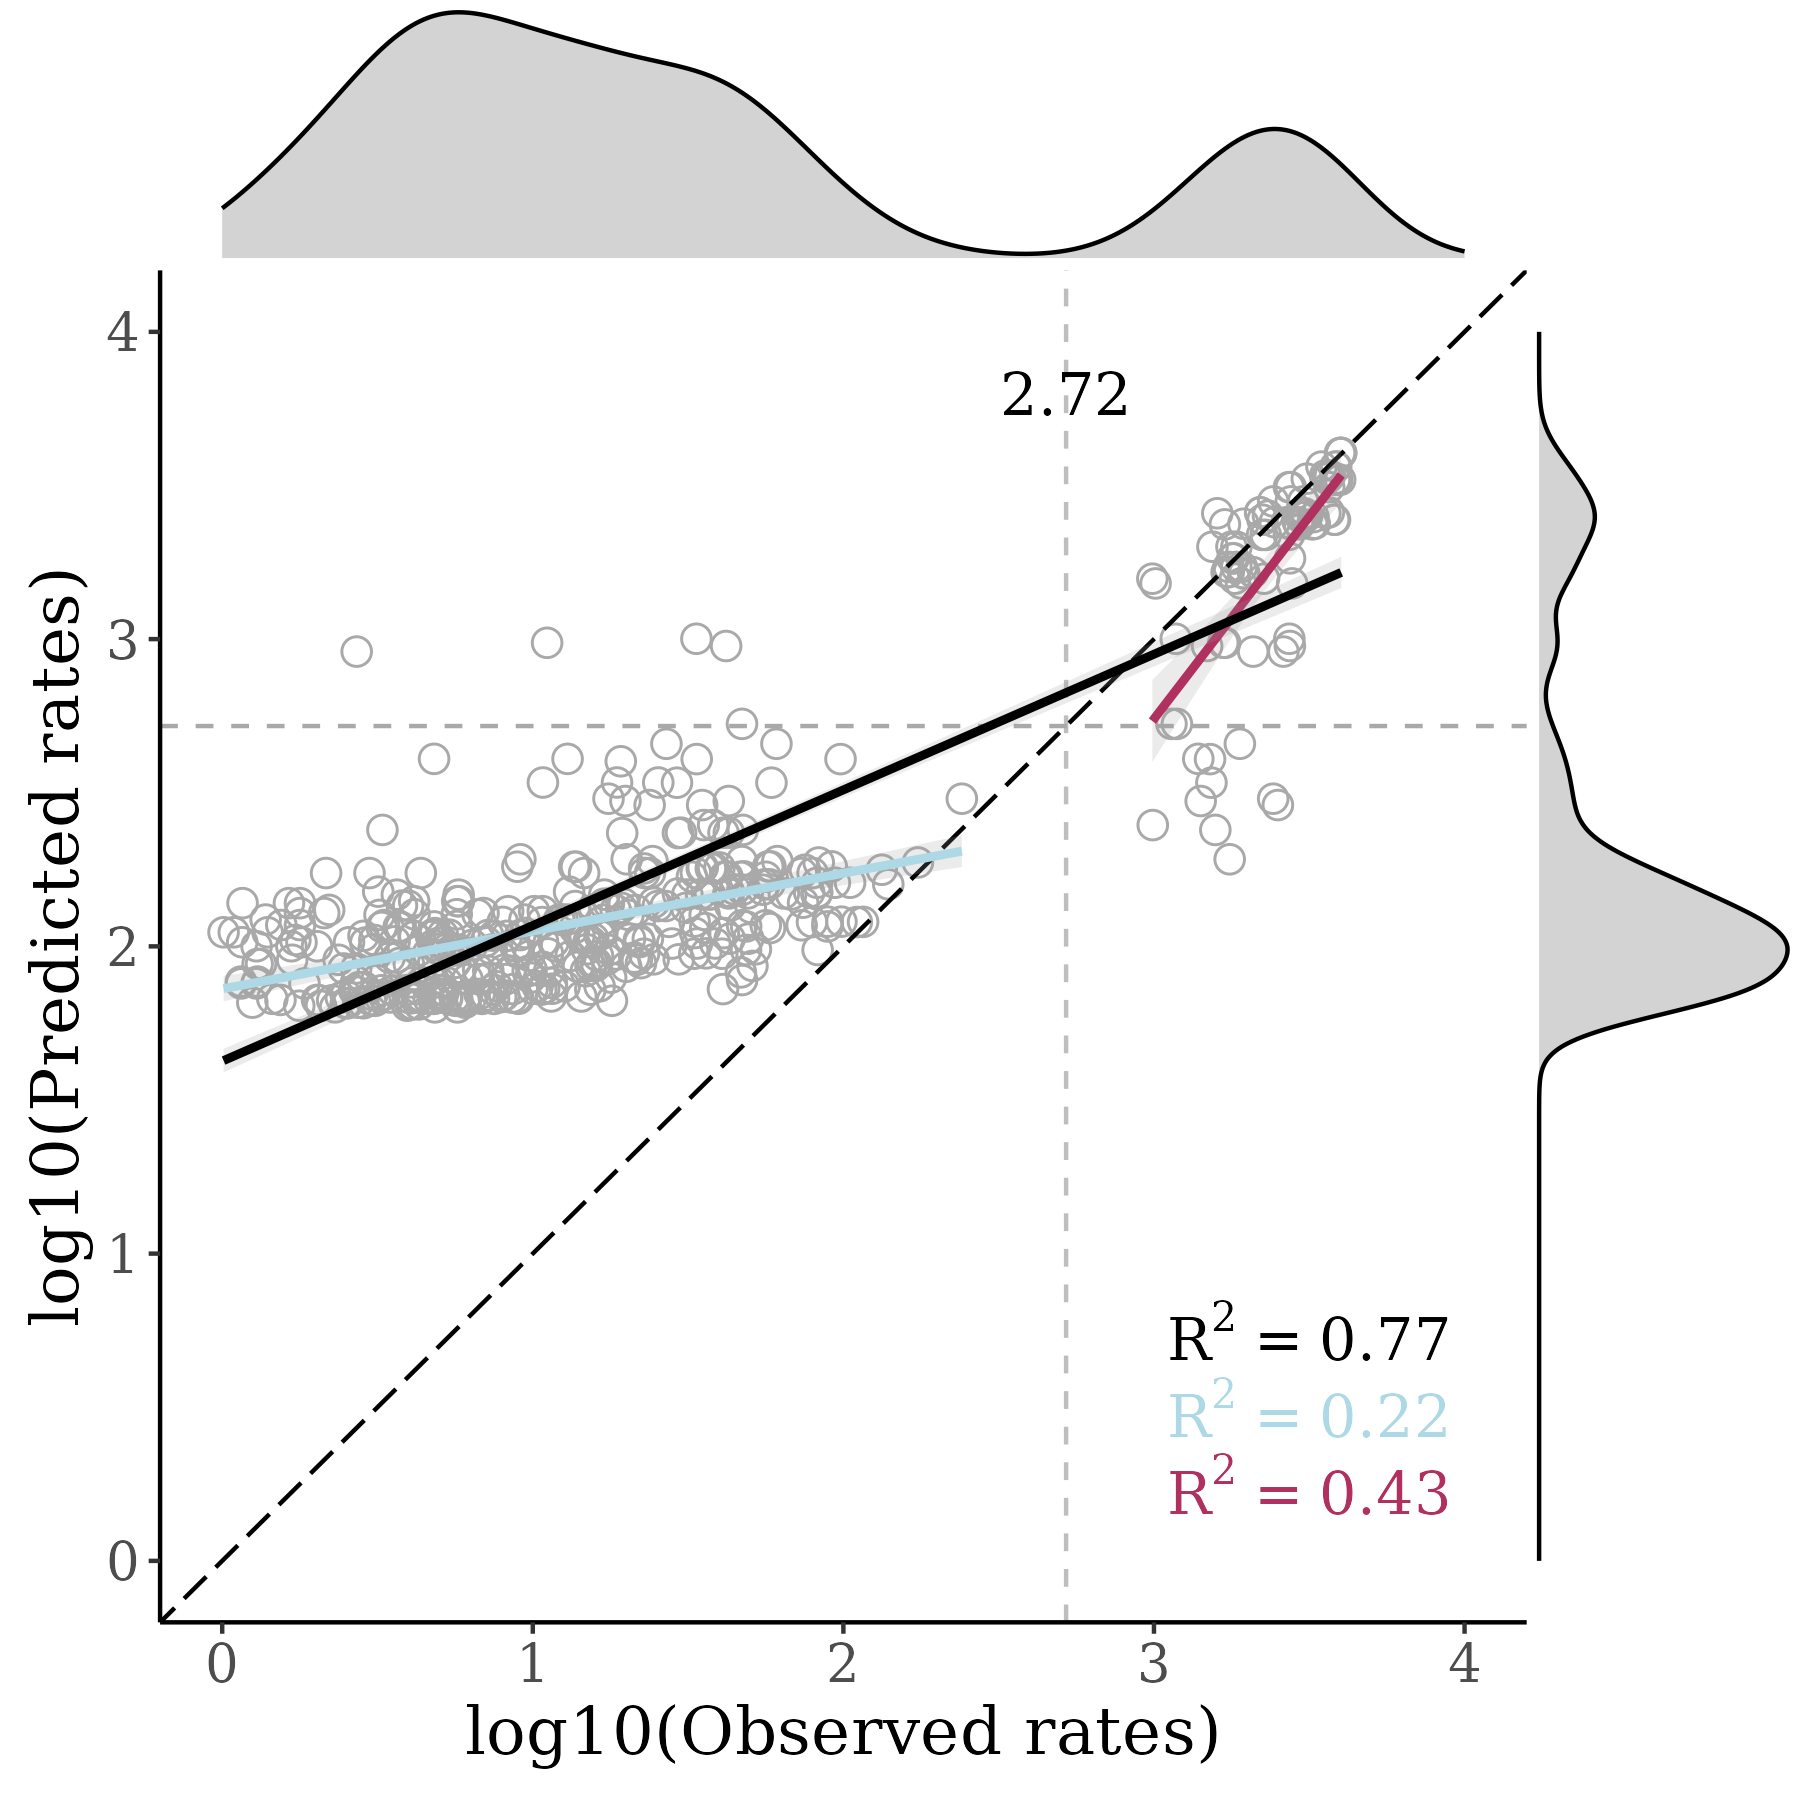 4
3
2
1
0
log10(Predicted rates)
2.72
R² = 0.77
R² = 0.22
R² = 0.43
0 1 2 3 4
log10(Observed rates)